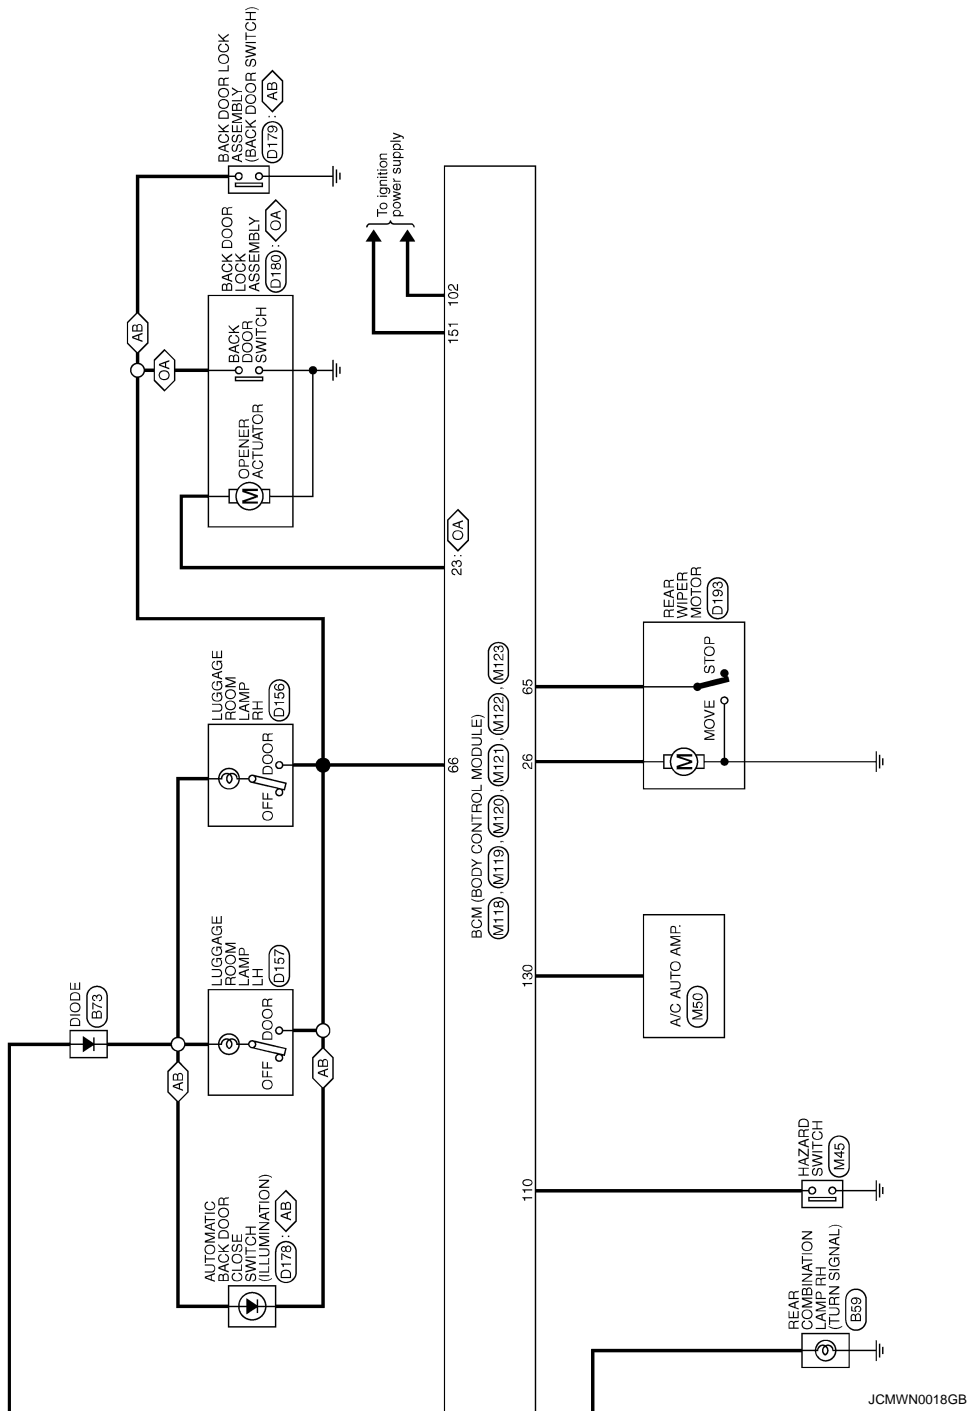 BACK DOOR LOCK
ASSEMBLY
(BACK DOOR SWITCH)
D179 : AB
BACK DOOR
LOCK
ASSEMBLY
D180 : OA
To ignition
power supply
AB
OA
BACK
DOOR
SWITCH
OPENER
ACTUATOR
M
102
151
23 : OA
LUGGAGE
ROOM
LAMP
RH
D156
OFF DOOR
66
BCM (BODY CONTROL MODULE)
M118 , M119 , M120 , M121 , M122 , M123
65
26
REAR
WIPER
MOTOR
D193
STOP
MOVE
M
DIODE
B73
LUGGAGE
ROOM
LAMP
LH
D157
OFF DOOR
AB
AB
130
A/C AUTO AMP.
M50
AUTOMATIC
BACK DOOR
CLOSE
SWITCH
(ILLUMINATION)
D178 : AB
110
HAZARD
SWITCH
M45
REAR
COMBINATION
LAMP RH
(TURN SIGNAL)
B59
JCMWN0018GB